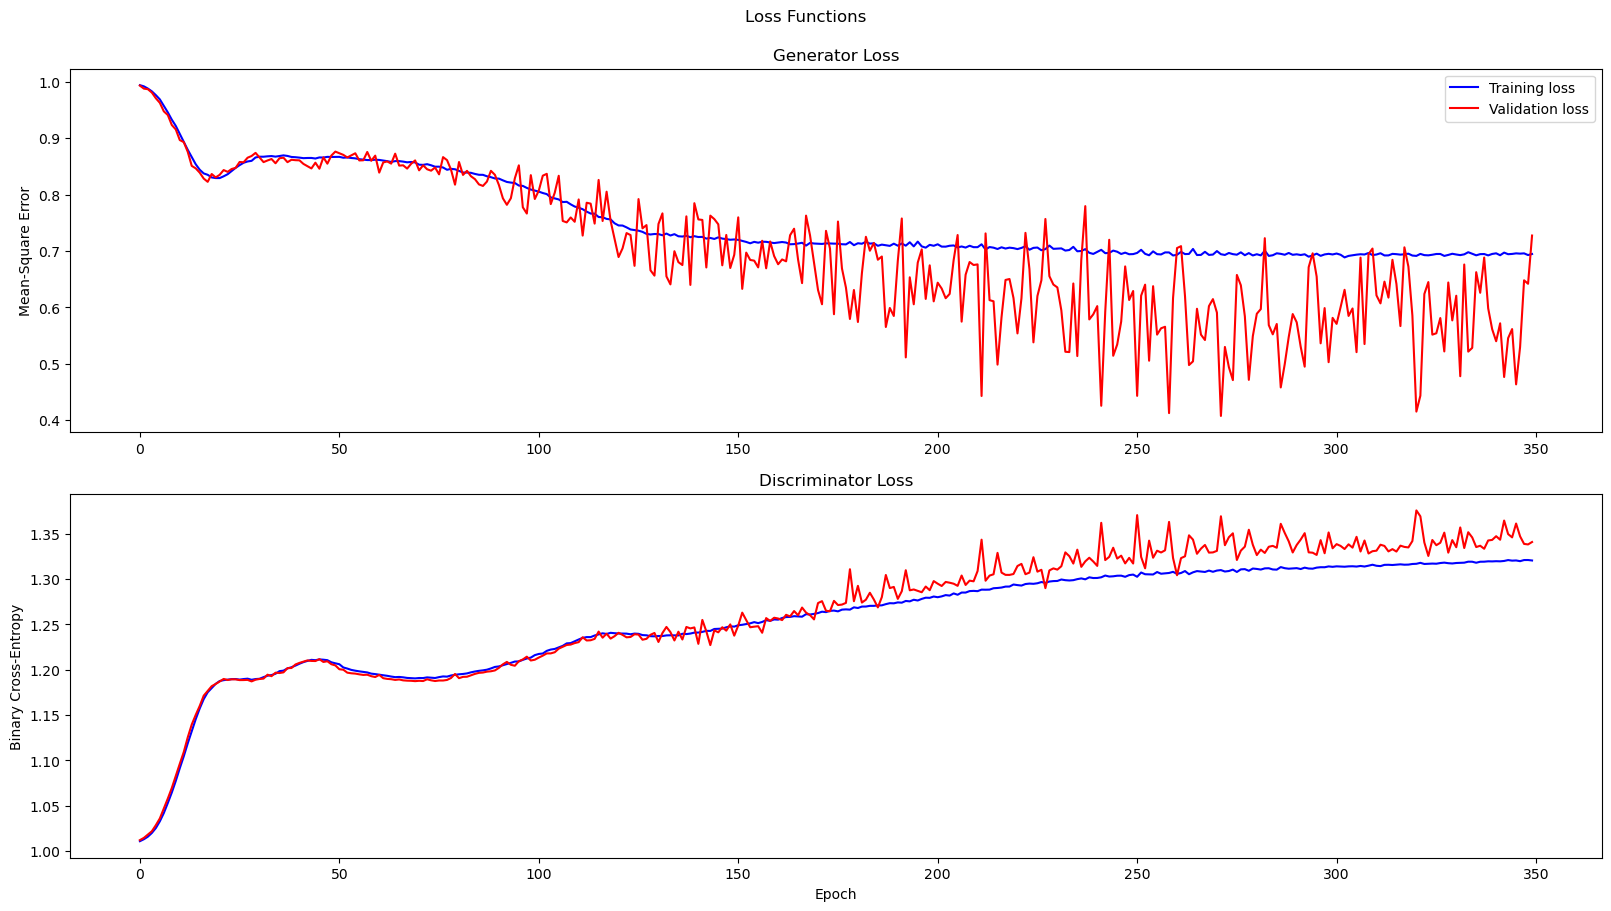 Loss Functions
Generator Loss
Mean-Square Error
1.0
0.9
0.8
0.7
0.6
0.5
0.4
Training loss
Validation loss
0 50 100 150 200 250 300 350
Discriminator Loss
Binary Cross-Entropy
1.35
1.30
1.25
1.20
1.15
1.10
1.05
1.00
0 50 100 150 200 250 300 350
Epoch